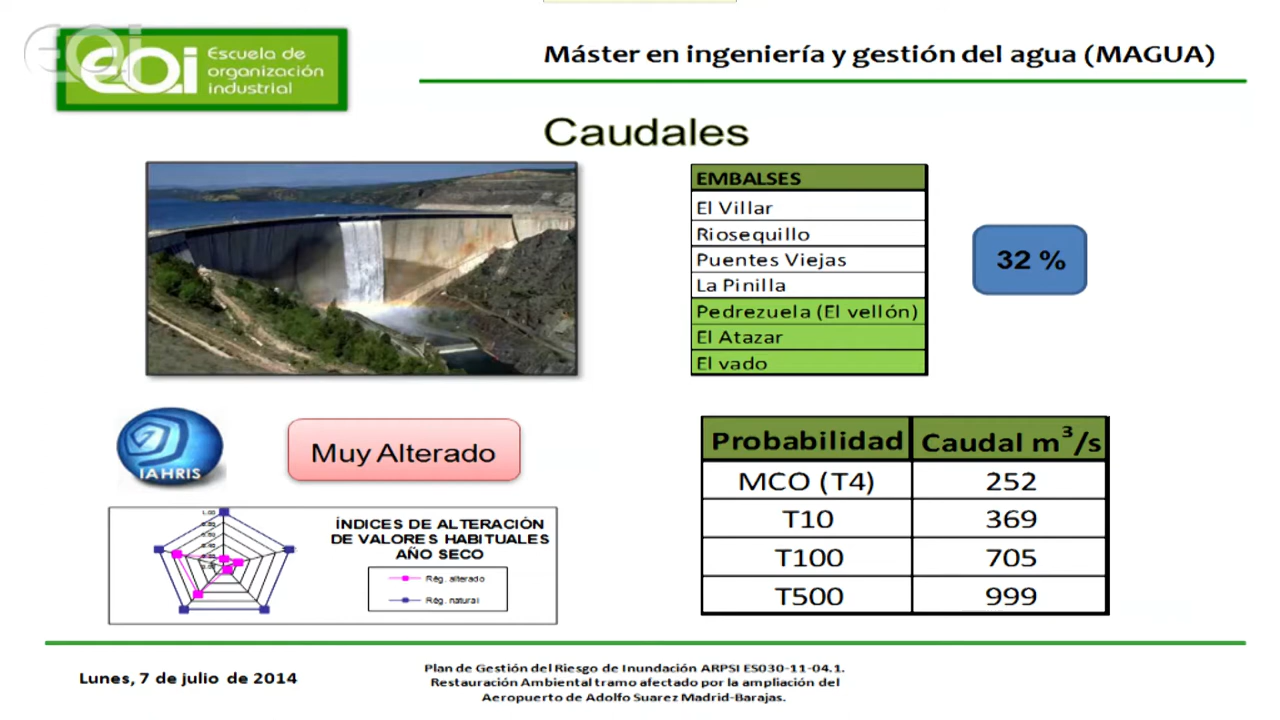 eoi
Escuela de
organización
industrial
Máster en ingeniería y gestión del agua (MAGUA)
Caudales
EMBALSES
El Villar
Riosequillo
Puentes Viejas
La Pinilla
Pedrezuela (El vellón)
El Atazar
El vado
32 %
IAHRIS
Muy Alterado
ÍNDICES DE ALTERACIÓN
DE VALORES HABITUALES
AÑO SECO
Rég. alterado
Rég. natural
1,00
Probabilidad Caudal m³/s
MCO (T4) 252
T10 369
T100 705
T500 999
Lunes, 7 de julio de 2014
Plan de Gestión del Riesgo de Inundación ARPSI ES030-11-04.1.
Restauración Ambiental tramo afectado por la ampliación del
Aeropuerto de Adolfo Suarez Madrid-Barajas.